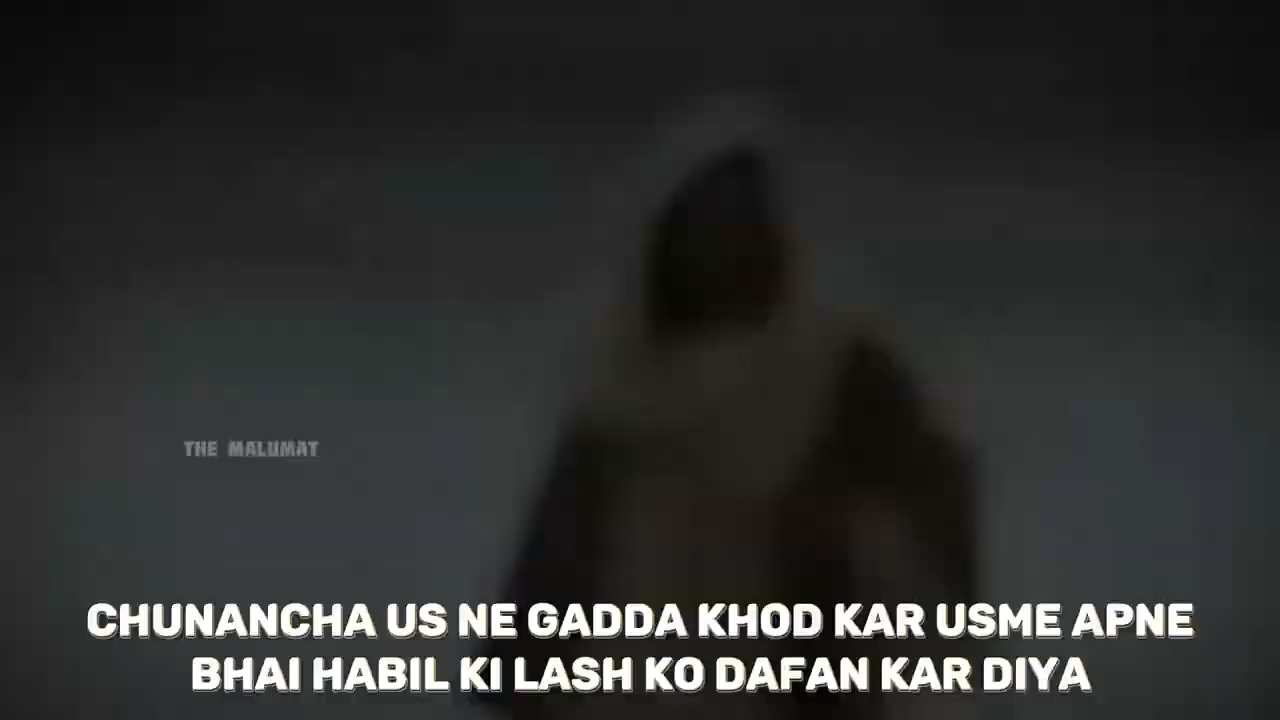 THE MALUMAT
CHUNANCHA US NE GADDA KHOD KAR USME APNE
BHAI HABIL KI LASH KO DAFAN KAR DIYA